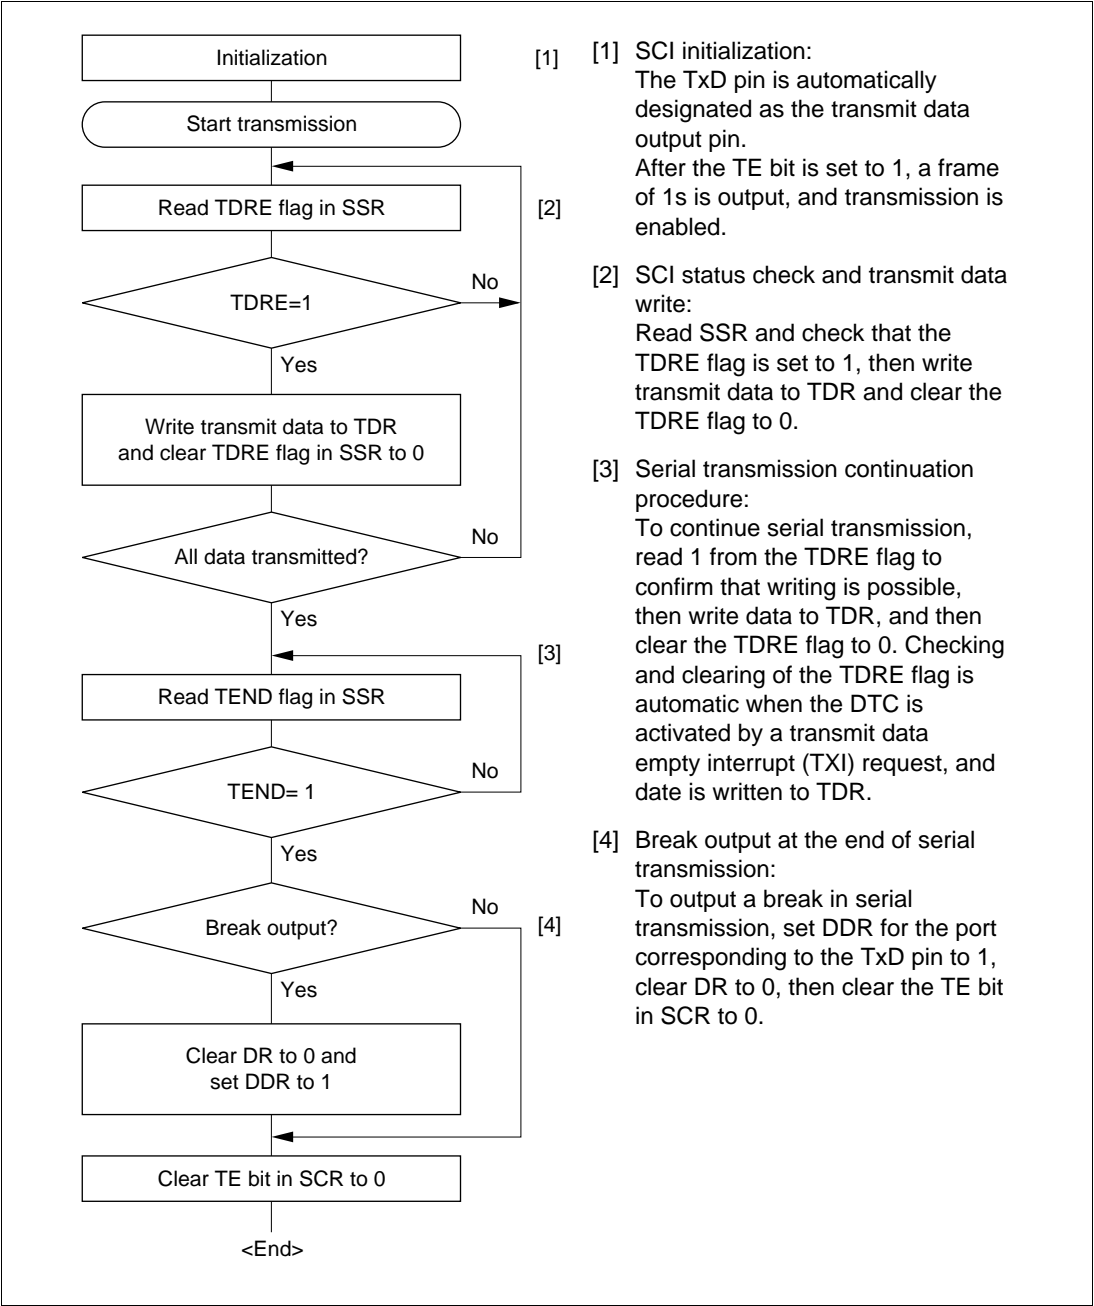 Initialization
[1]
Start transmission
Read TDRE flag in SSR
[2]
TDRE=1
No
Yes
Write transmit data to TDR
and clear TDRE flag in SSR to 0
All data transmitted?
No
Yes
[3]
Read TEND flag in SSR
TEND= 1
No
Yes
Break output?
No
[4]
Yes
Clear DR to 0 and
set DDR to 1
Clear TE bit in SCR to 0
<End>
[1] SCI initialization:
The TxD pin is automatically
designated as the transmit data
output pin.
After the TE bit is set to 1, a frame
of 1s is output, and transmission is
enabled.
[2] SCI status check and transmit data
write:
Read SSR and check that the
TDRE flag is set to 1, then write
transmit data to TDR and clear the
TDRE flag to 0.
[3] Serial transmission continuation
procedure:
To continue serial transmission,
read 1 from the TDRE flag to
confirm that writing is possible,
then write data to TDR, and then
clear the TDRE flag to 0. Checking
and clearing of the TDRE flag is
automatic when the DTC is
activated by a transmit data
empty interrupt (TXI) request, and
date is written to TDR.
[4] Break output at the end of serial
transmission:
To output a break in serial
transmission, set DDR for the port
corresponding to the TxD pin to 1,
clear DR to 0, then clear the TE bit
in SCR to 0.